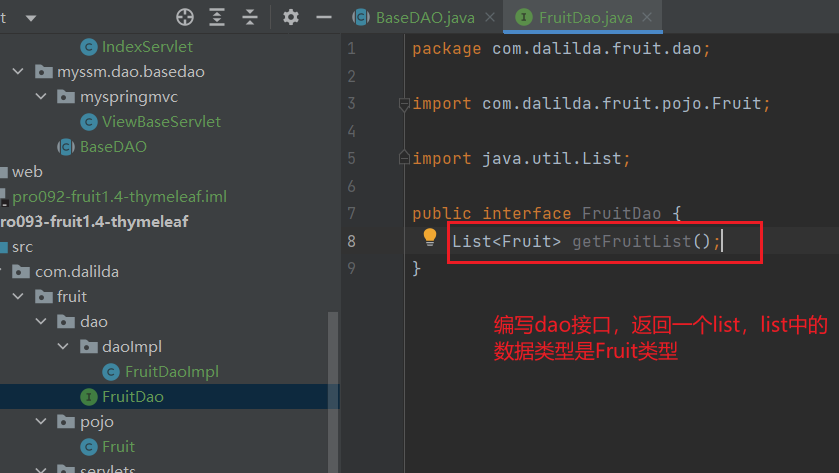 t
BaseDAO.java
FruitDao.java
IndexServlet
myssm.dao.basedao
myspringmvc
ViewBaseServlet
BaseDAO
web
pro092-fruit1.4-thymeleaf.iml
ro093-fruit1.4-thymeleaf
src
com.dalilda
fruit
dao
daoImpl
FruitDaoImpl
FruitDao
pojo
Fruit
servlets
1 package com.dalilda.fruit.dao;
2
3 import com.dalilda.fruit.pojo.Fruit;
4
5 import java.util.List;
6
7 public interface FruitDao {
8 List<Fruit> getFruitList();
9 }
编写dao接口，返回一个list，list中的
数据类型是Fruit类型